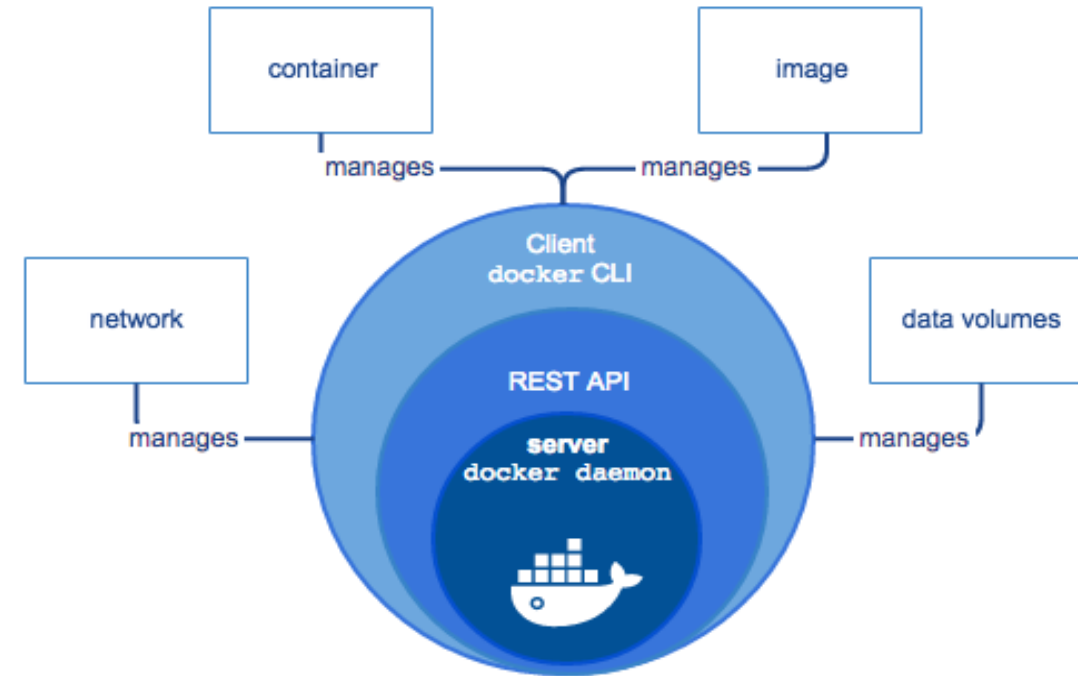 container
image
manages
manages
Client
docker CLI
network
data volumes
REST API
manages
server
docker daemon
manages